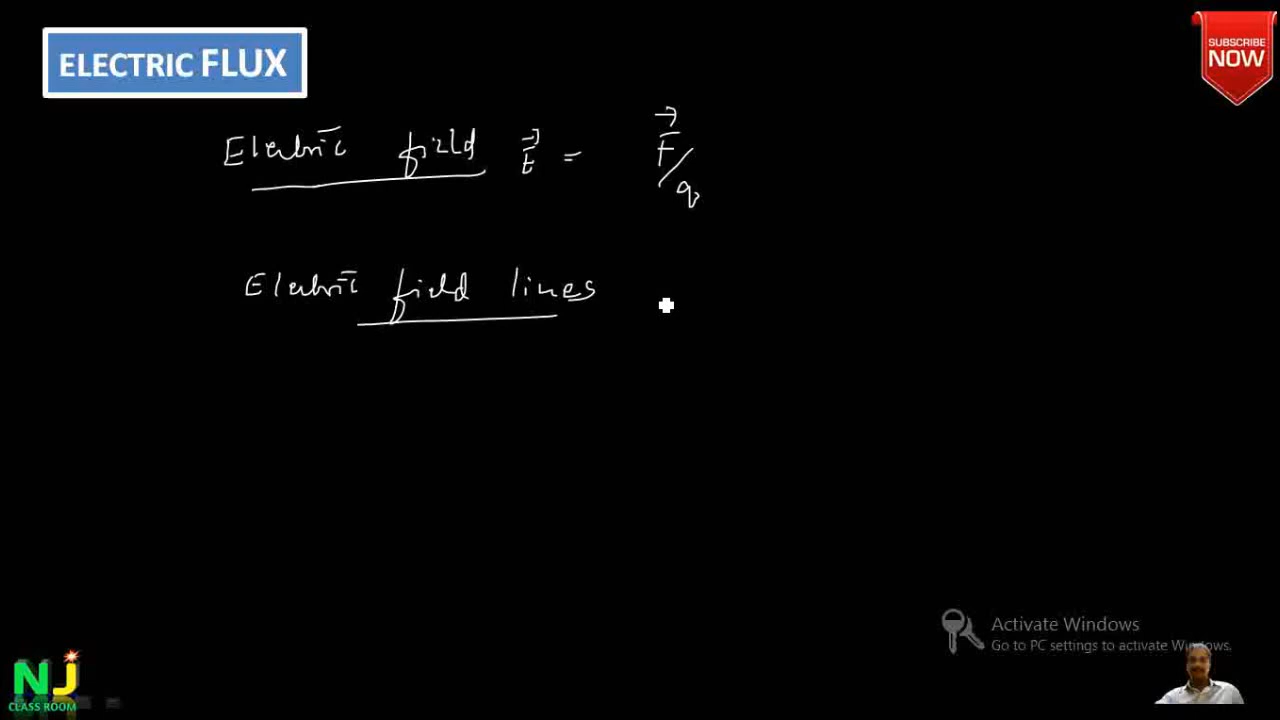 ELECTRIC FLUX
SUBSCRIBE
NOW
Electric field E⃗ = F⃗/q
Electric field lines
Activate Windows
Go to PC settings to activate Windows.
NJ
CLASS ROOM